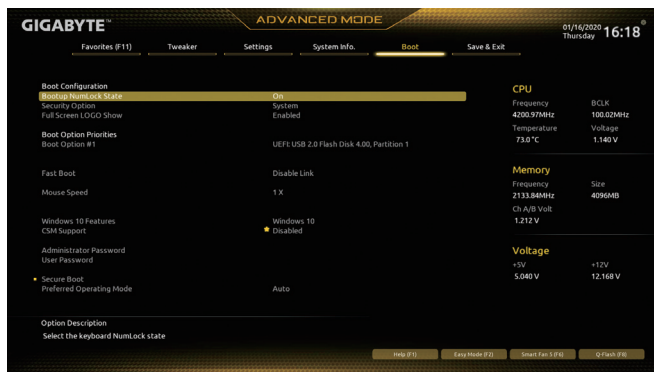 GIGABYTE™
ADVANCED MODE
01/16/2020 Thursday 16:18
Favorites (F11) Tweaker Settings System Info. Boot Save & Exit
Boot Configuration
Bootup NumLock State On
Security Option System
Full Screen LOGO Show Enabled
Boot Option Priorities
Boot Option #1 UEFI: USB 2.0 Flash Disk 4.00, Partition 1
Fast Boot Disable Link
Mouse Speed 1 X
Windows 10 Features Windows 10
CSM Support Disabled
Administrator Password
User Password
Secure Boot
Preferred Operating Mode Auto
CPU
Frequency BCLK
4200.97MHz 100.02MHz
Temperature Voltage
73.0 °C 1.140 V
Memory
Frequency Size
2133.84MHz 4096MB
Ch A/B Volt
1.212 V
Voltage
+5V +12V
5.040 V 12.168 V
Option Description
Select the keyboard NumLock state
Help (F1) Easy Mode (F2) Smart Fan 5 (F6) Q-Flash (F8)